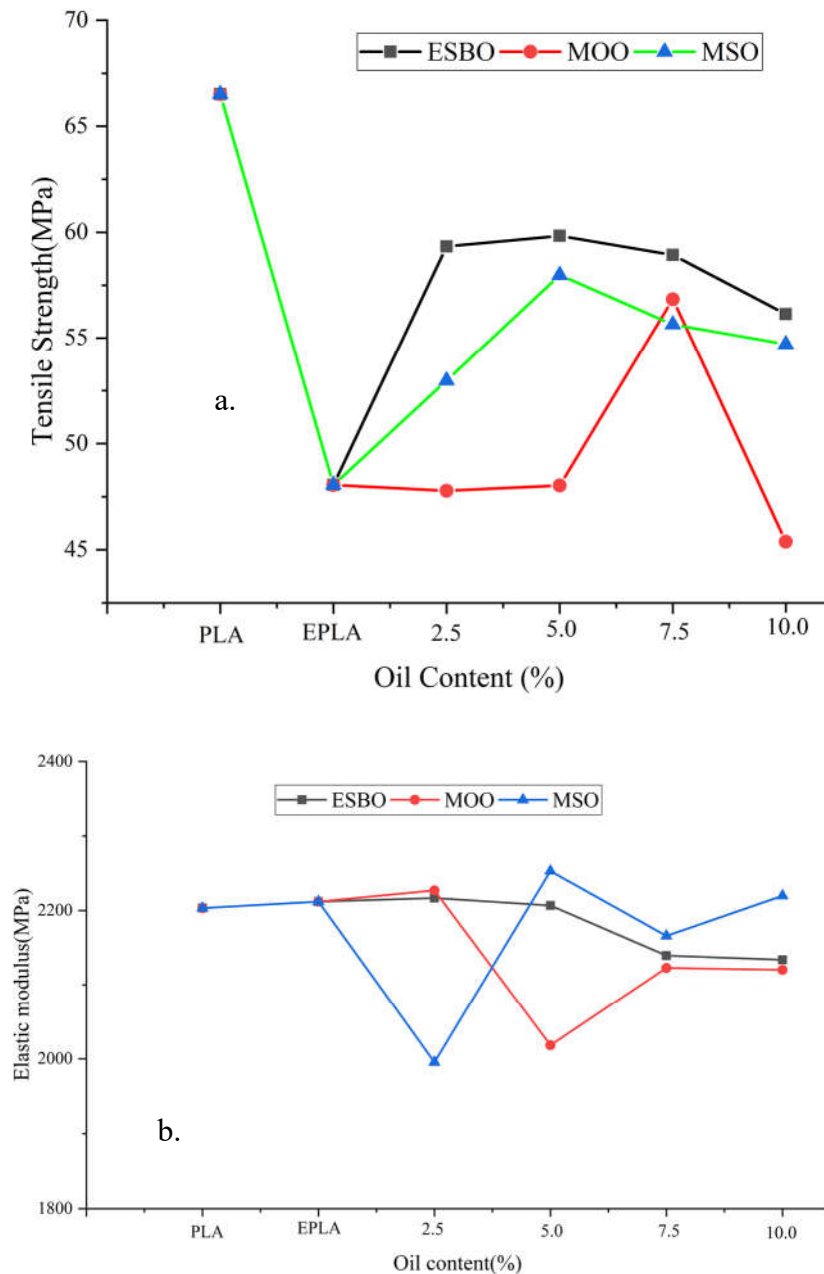 ESBO MOO MSO
65
60
55
50
45
Tensile Strength(MPa)
a.
PLA EPLA 2.5 5.0 7.5 10.0
Oil Content (%)
2400
2200
2000
1800
ESBO MOO MSO
Elastic modulus(MPa)
b.
PLA EPLA 2.5 5.0 7.5 10.0
Oil content(%)
70